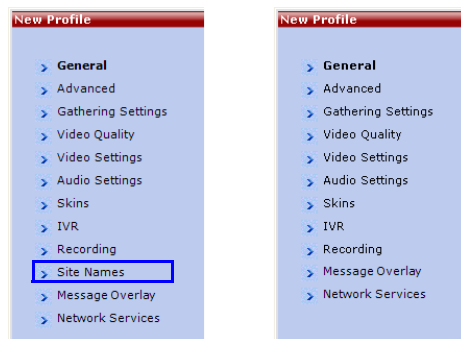 New Profile
General
Advanced
Gathering Settings
Video Quality
Video Settings
Audio Settings
Skins
IVR
Recording
Site Names
Message Overlay
Network Services
New Profile
General
Advanced
Gathering Settings
Video Quality
Video Settings
Audio Settings
Skins
IVR
Recording
Message Overlay
Network Services